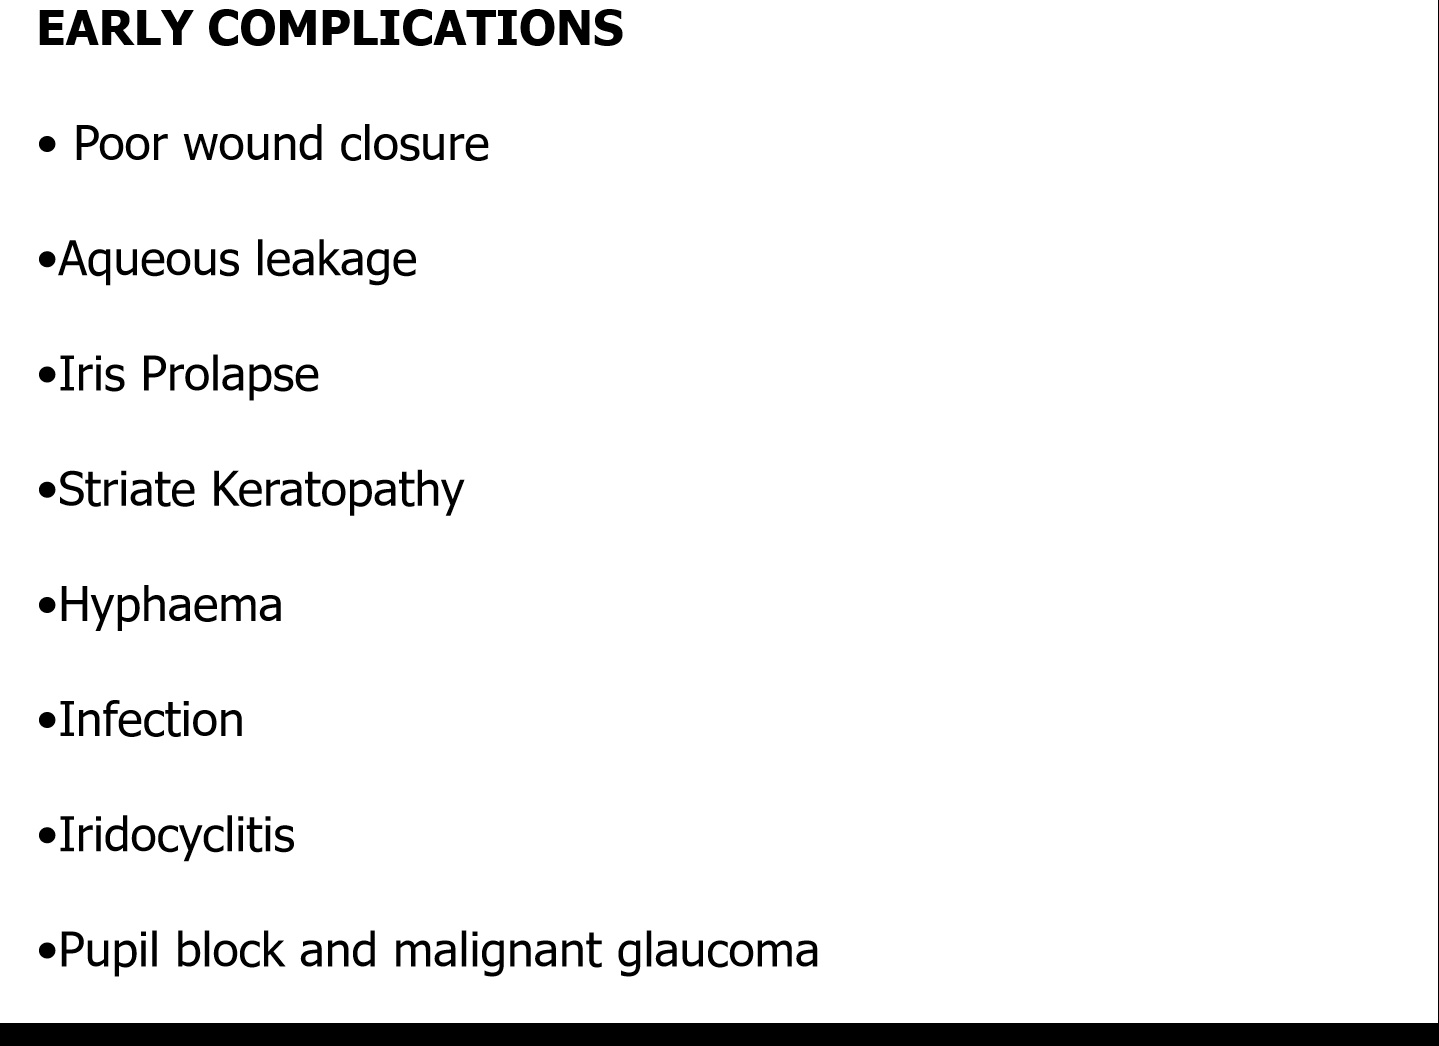 EARLY COMPLICATIONS
• Poor wound closure
•Aqueous leakage
•Iris Prolapse
•Striate Keratopathy
•Hyphaema
•Infection
•Iridocyclitis
•Pupil block and malignant glaucoma